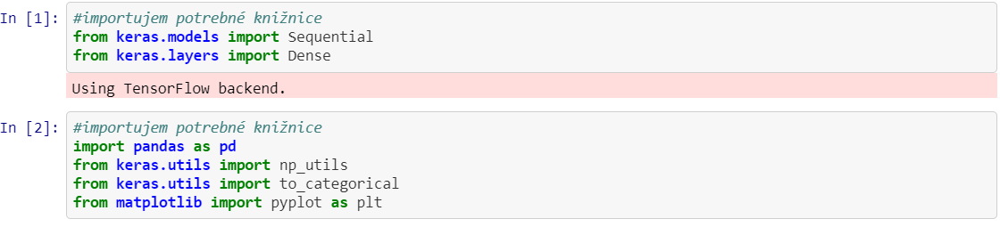 In [1]: #importujem potrebné knižnice
from keras.models import Sequential
from keras.layers import Dense
Using TensorFlow backend.
In [2]: #importujem potrebné knižnice
import pandas as pd
from keras.utils import np_utils
from keras.utils import to_categorical
from matplotlib import pyplot as plt